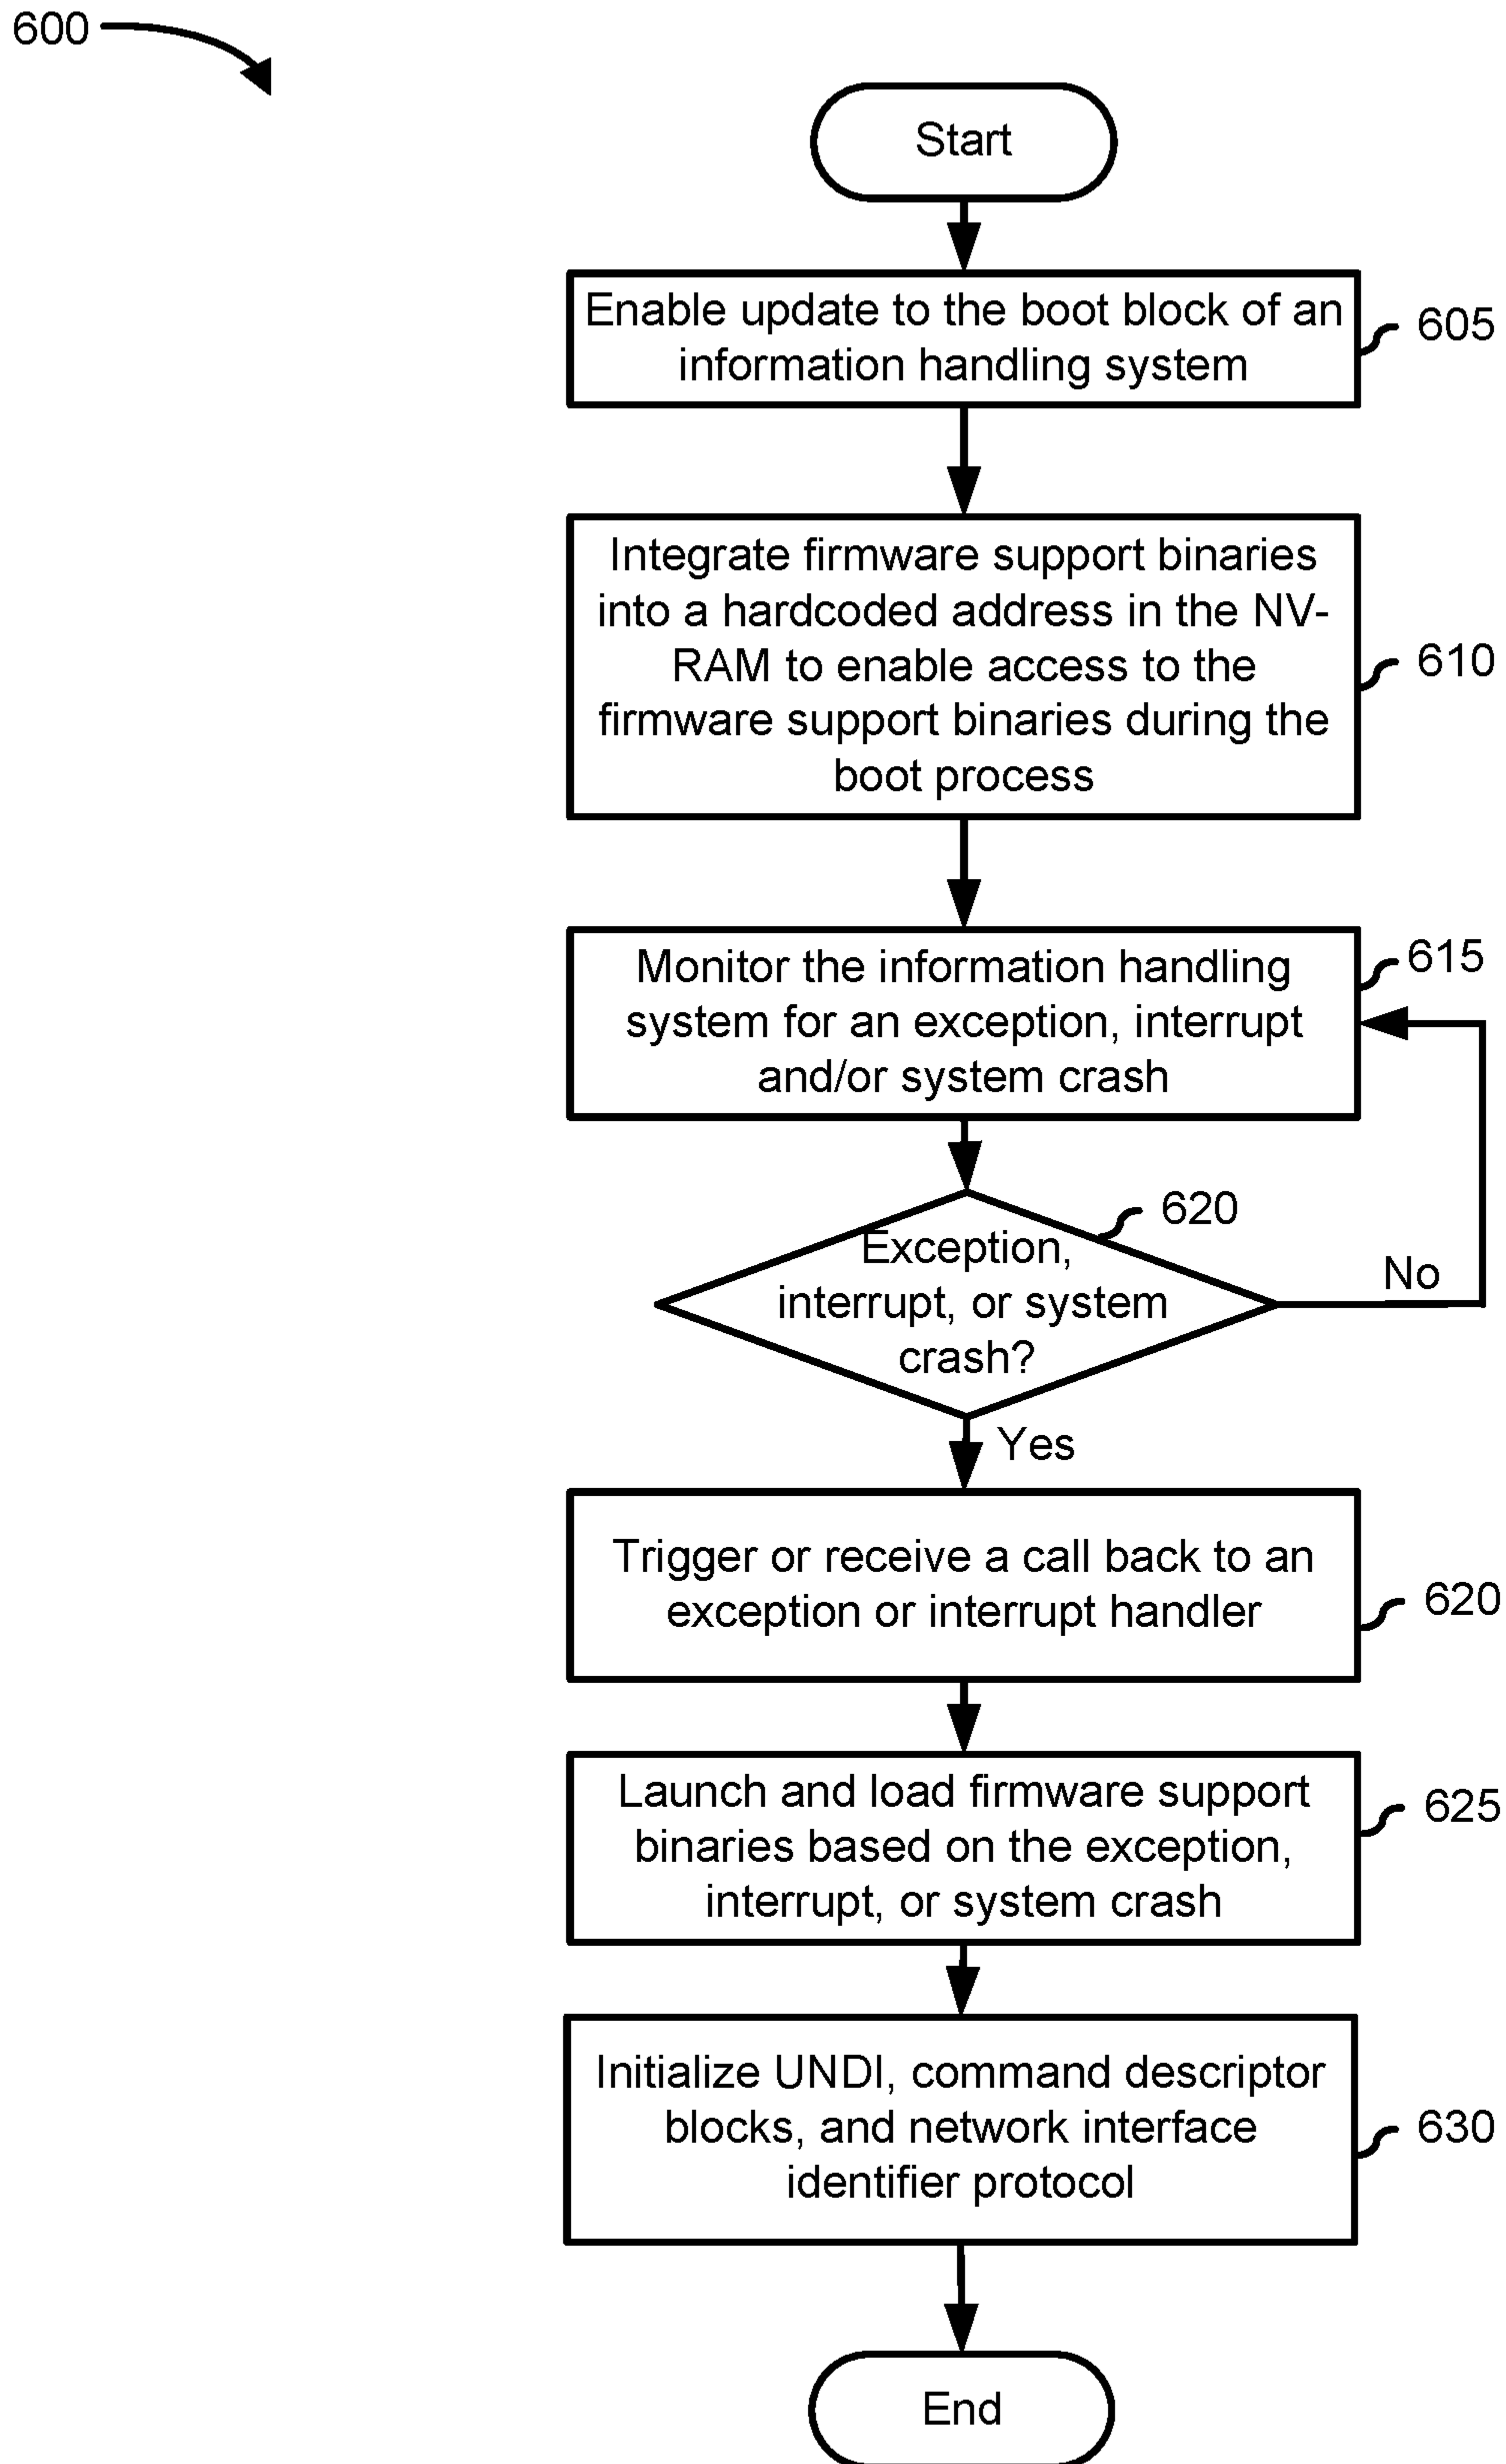 600
Start
Enable update to the boot block of an
information handling system
605
Integrate firmware support binaries
into a hardcoded address in the NV-
RAM to enable access to the
firmware support binaries during the
boot process
610
Monitor the information handling
system for an exception, interrupt
and/or system crash
615
620
Exception,
interrupt, or system
crash?
No
Yes
Trigger or receive a call back to an
exception or interrupt handler
620
Launch and load firmware support
binaries based on the exception,
interrupt, or system crash
625
Initialize UNDI, command descriptor
blocks, and network interface
identifier protocol
630
End